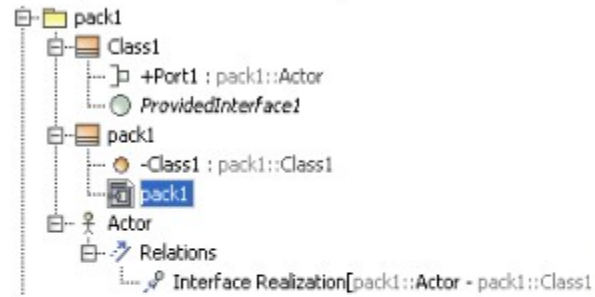 pack1
Class1
+Port1 : pack1::Actor
ProvidedInterface1
pack1
-Class1 : pack1::Class1
pack1
Actor
Relations
Interface Realization[pack1::Actor - pack1::Class1